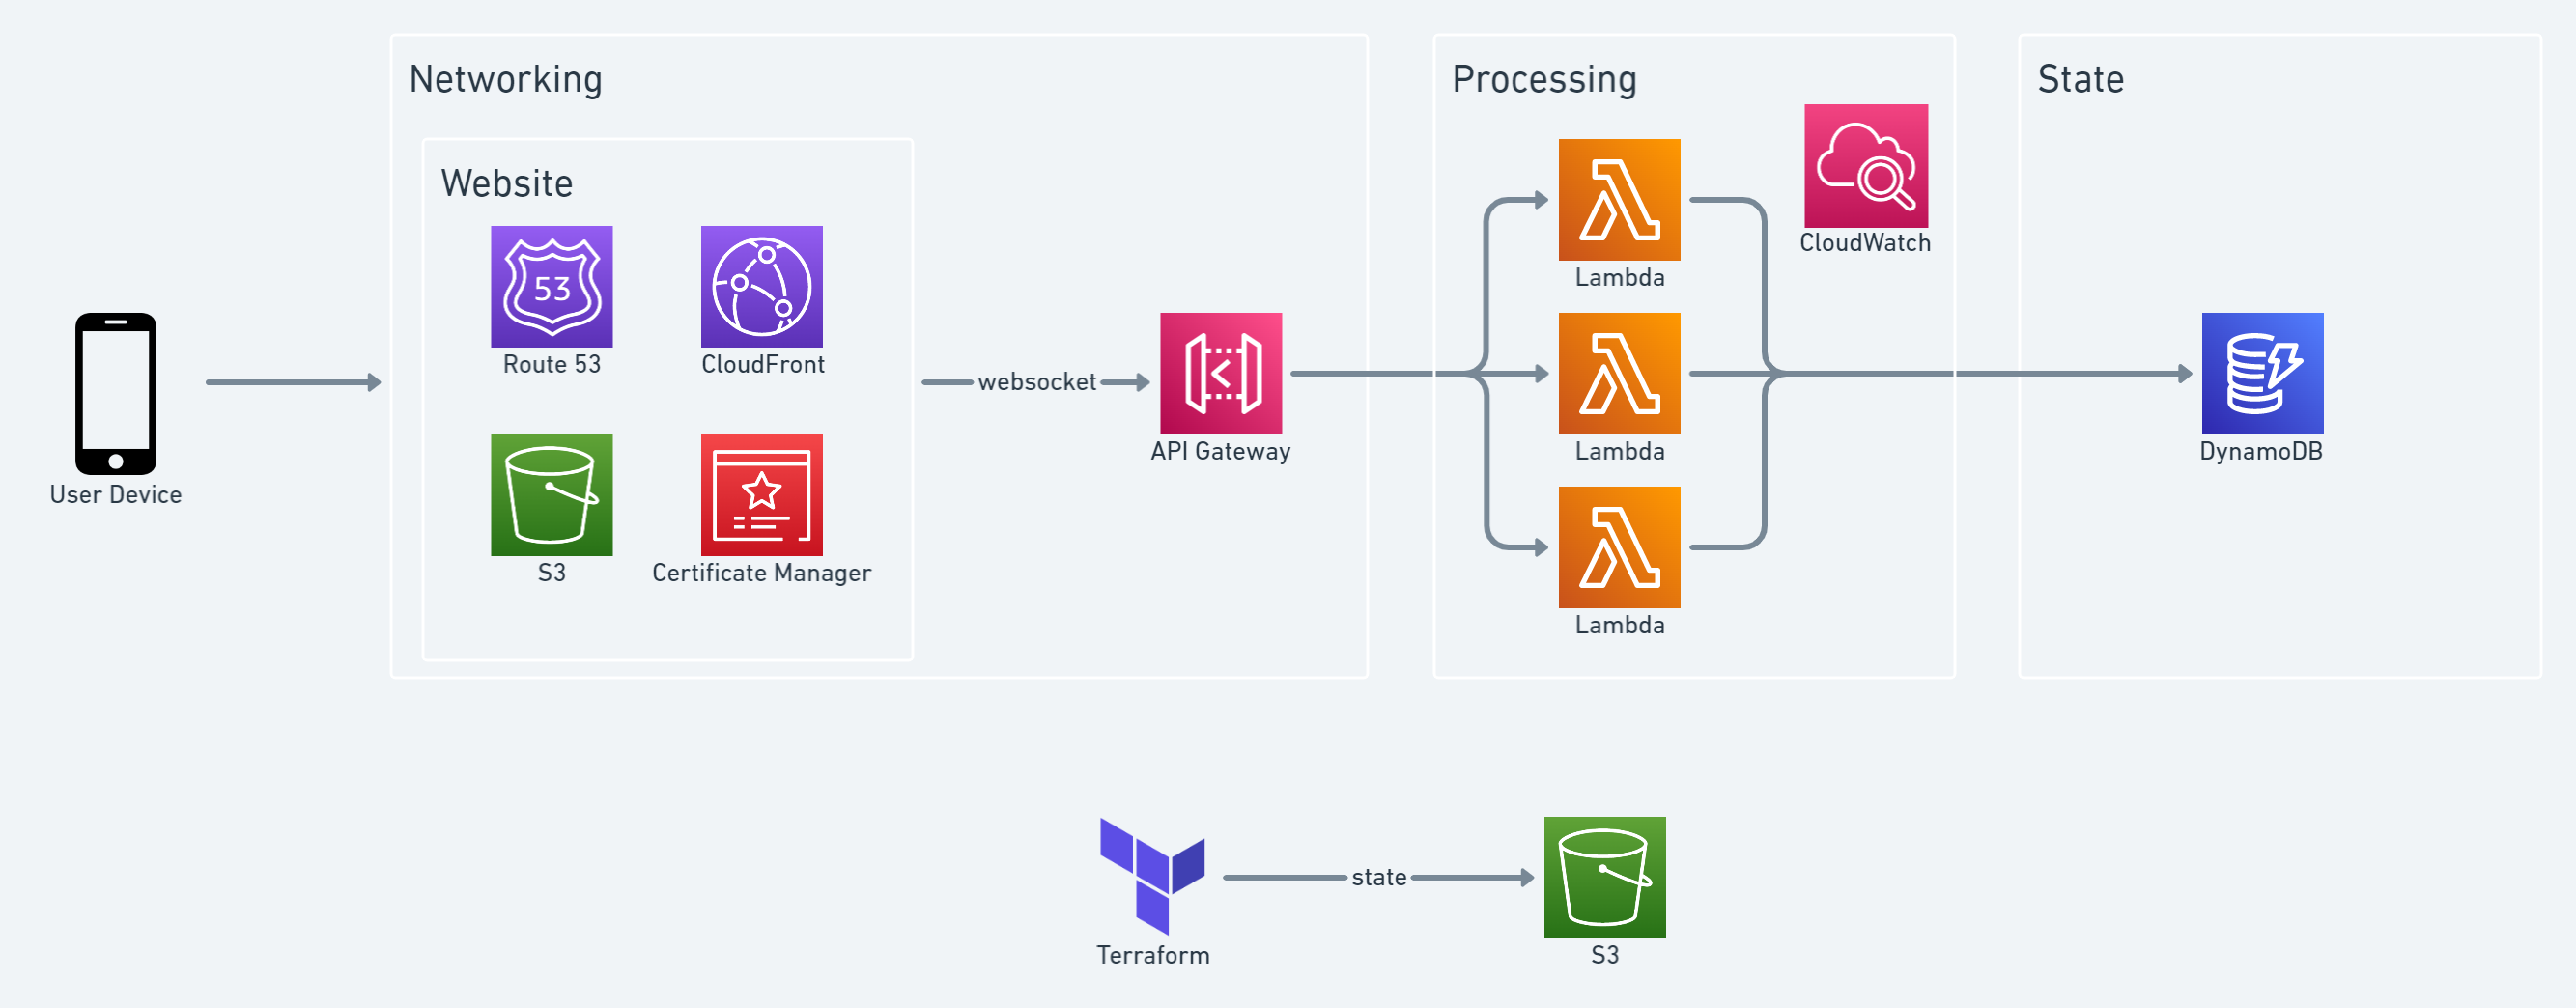 Networking
Processing
State
Website
53
CloudWatch
Lambda
Route 53
CloudFront
websocket
API Gateway
Lambda
DynamoDB
User Device
S3
Certificate Manager
Lambda
state
Terraform
S3